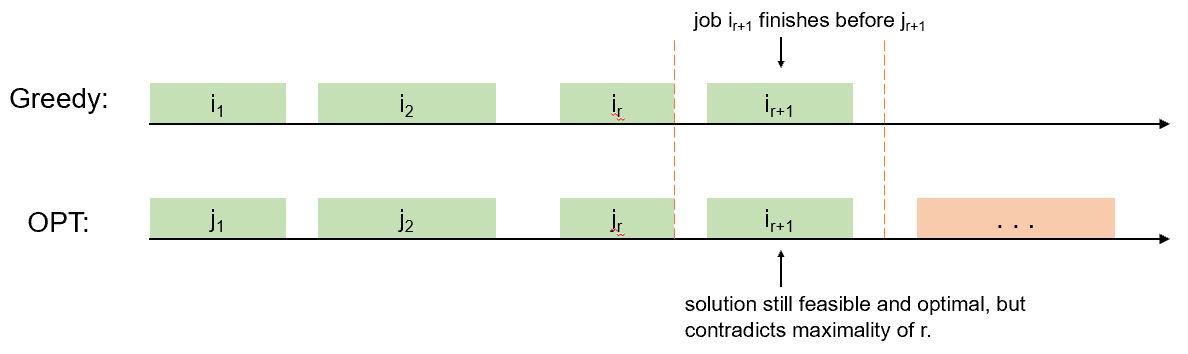 job i_{r+1} finishes before j_{r+1}
Greedy: i_1 i_2 i_r i_{r+1}
OPT: j_1 j_2 j_r i_{r+1} . . .
solution still feasible and optimal, but
contradicts maximality of r.